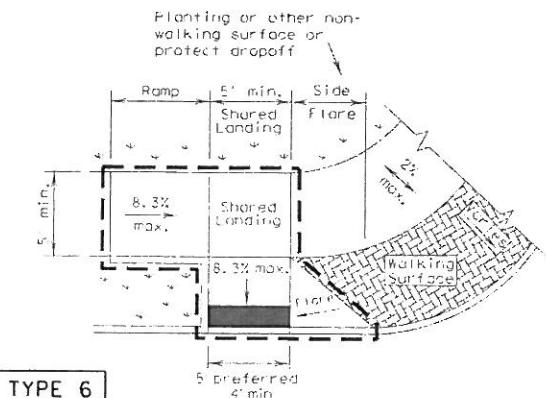 Planting or other non-
walking surface or
protect dropoff
Ramp
5' min.
Side
Shared
Landing
Flare
5' min.
8.3%
max.
Shared
Landing
2%
max.
8.3% max.
Walking
Surface
Flare
5 preferred
4' min
TYPE 6